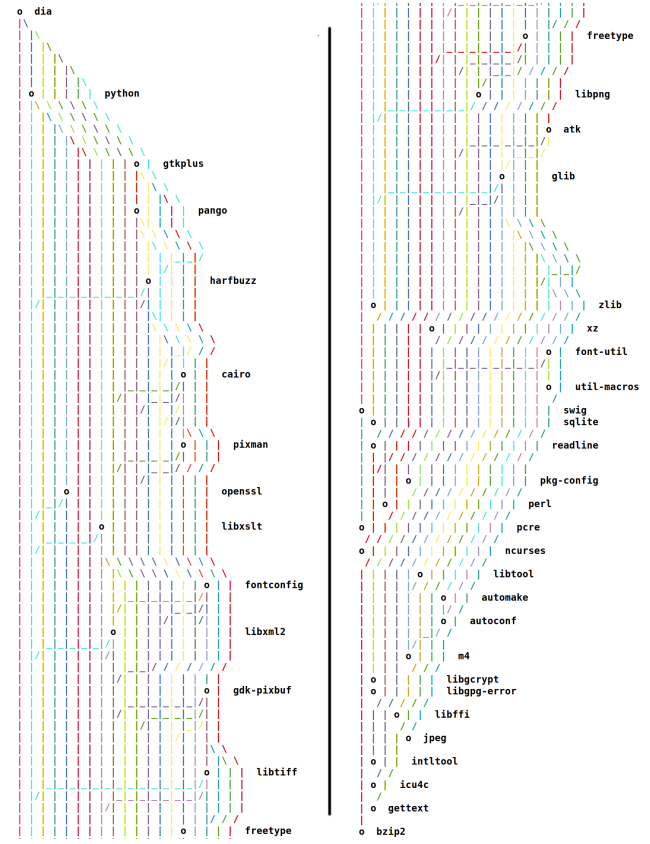 o dia
o python
o gtkplus
o pango
o harfbuzz
o cairo
o pixman
o openssl
o libxslt
o fontconfig
o libxml2
o gdk-pixbuf
o libtiff
o freetype
o freetype
o libpng
o atk
o glib
o zlib
o xz
o font-util
o util-macros
o swig
o sqlite
o readline
o pkg-config
o perl
o pcre
o ncurses
o libtool
o automake
o autoconf
o m4
o libgcrypt
o libgpg-error
o libffi
o jpeg
o intltool
o icu4c
o gettext
o bzip2